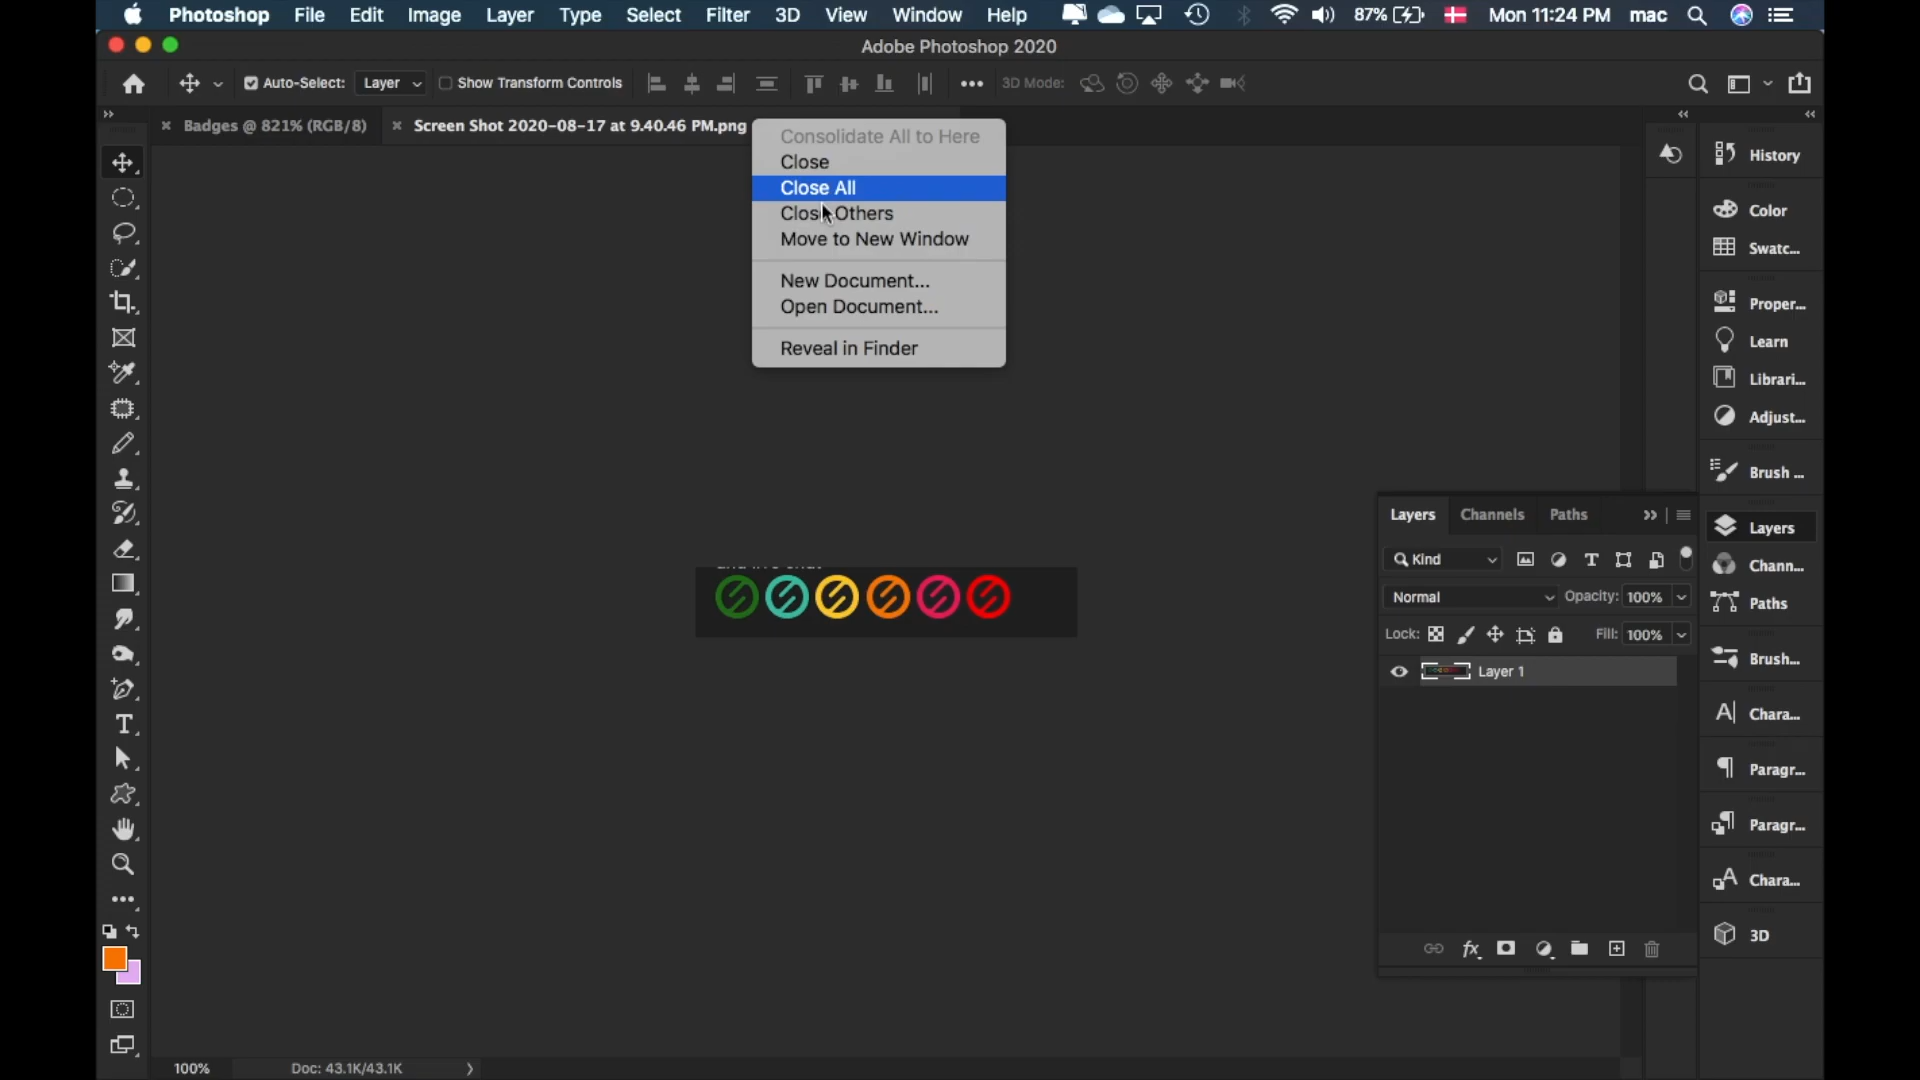 Photoshop File Edit Image Layer Type Select Filter 3D View Window Help 87% Mon 11:24 PM mac
Adobe Photoshop 2020
Auto-Select: Layer Show Transform Controls 3D Mode:
Badges @ 821% (RGB/8) Screen Shot 2020-08-17 at 9.40.46 PM.png
Consolidate All to Here
Close
Close All
Close Others
Move to New Window
New Document...
Open Document...
Reveal in Finder
History
Color
Swatc...
Proper...
Learn
Librari...
Adjust...
Brush ...
Layers
Chann...
Paths
Brush...
Chara...
Paragr...
Paragr...
Chara...
3D
Layers Channels Paths
Kind
Normal Opacity: 100%
Lock: Fill: 100%
Layer 1
100% Doc: 43.1K/43.1K